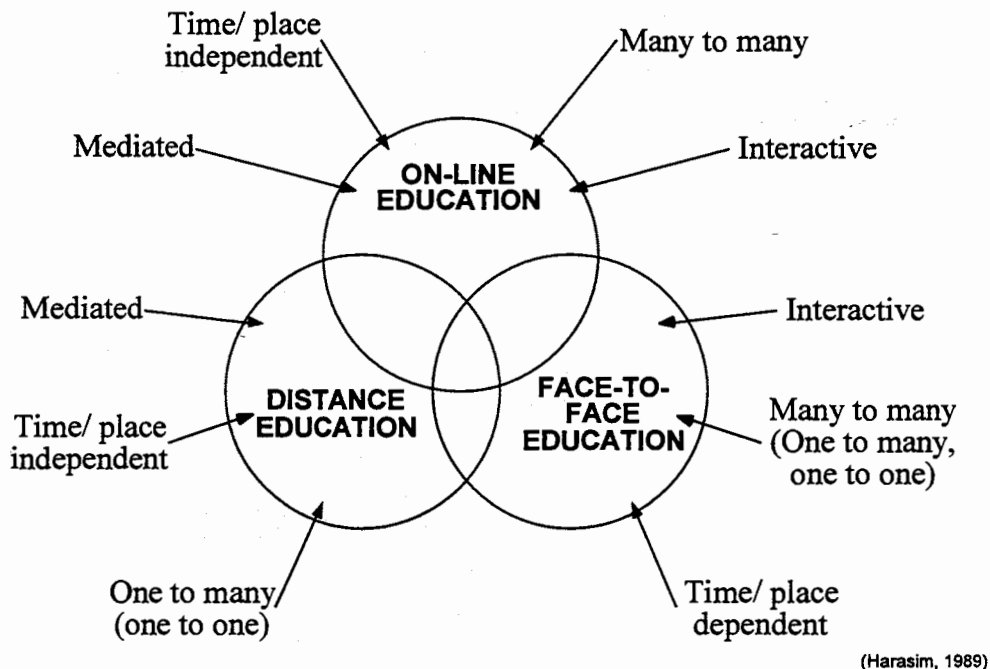 Time/ place
independent
Many to many
Mediated
Interactive
ON-LINE
EDUCATION
Mediated
Interactive
DISTANCE
EDUCATION
FACE-TO-
FACE
EDUCATION
Time/ place
independent
Many to many
(One to many,
one to one)
One to many
(one to one)
Time/ place
dependent
(Harasim, 1989)